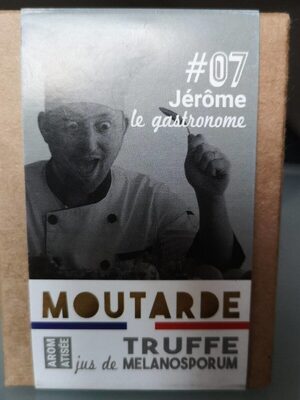 #07
Jérôme
le gastronome
MOUTARDE
AROM
ATISÉE
TRUFFE
jus de MELANOSPORUM